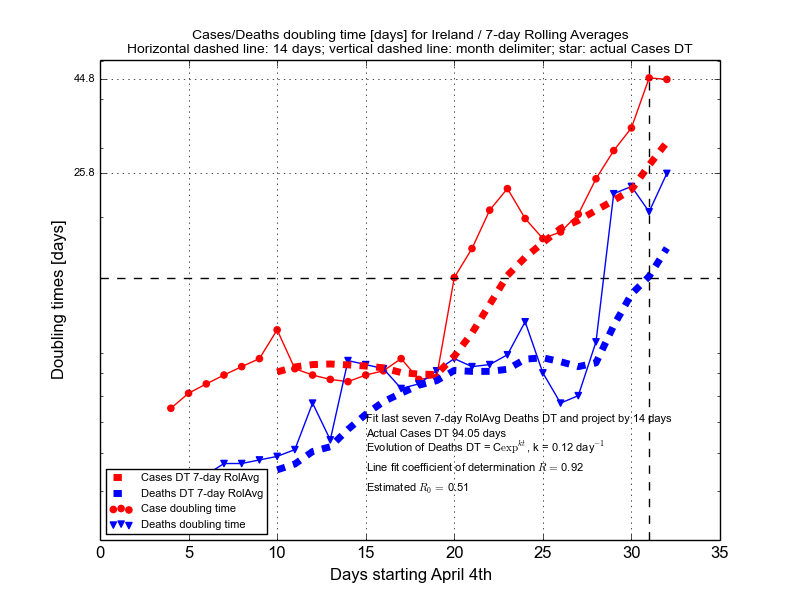 Cases/Deaths doubling time [days] for Ireland / 7-day Rolling Averages
Horizontal dashed line: 14 days; vertical dashed line: month delimiter; star: actual Cases DT
44.8
25.8
Doubling times [days]
Fit last seven 7-day RolAvg Deaths DT and project by 14 days
Actual Cases DT 94.05 days
Evolution of Deaths DT = Cexp^{kt}, k = 0.12 day^{-1}
Line fit coefficient of determination R = 0.92
Estimated R_0 = 0.51
Cases DT 7-day RolAvg
Deaths DT 7-day RolAvg
Case doubling time
Deaths doubling time
0 5 10 15 20 25 30 35
Days starting April 4th